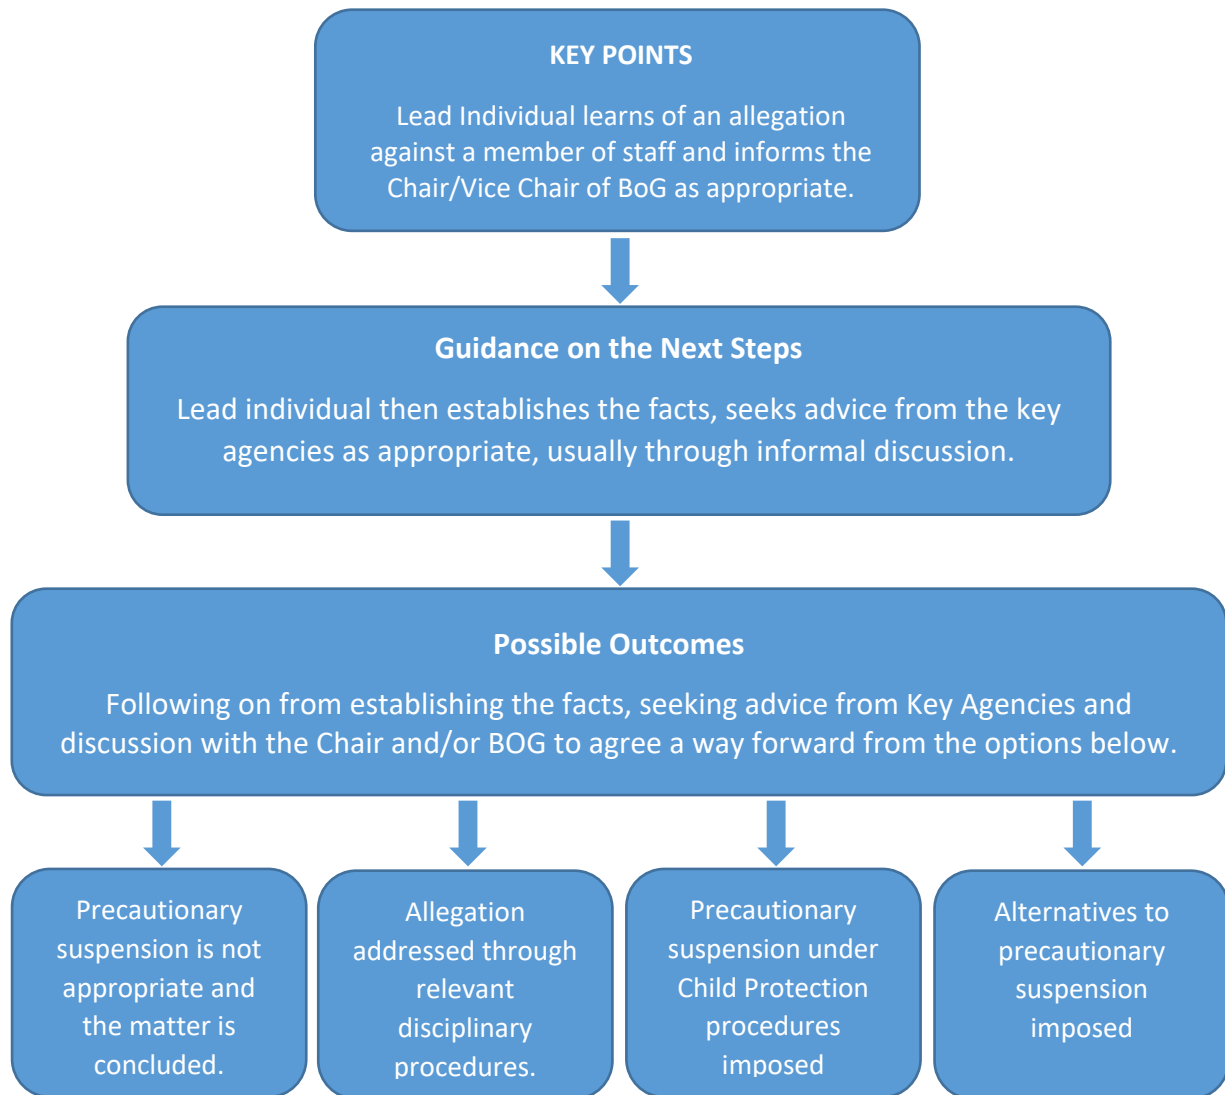 KEY POINTS
Lead Individual learns of an allegation
against a member of staff and informs the
Chair/Vice Chair of BoG as appropriate.
Guidance on the Next Steps
Lead individual then establishes the facts, seeks advice from the key
agencies as appropriate, usually through informal discussion.
Possible Outcomes
Following on from establishing the facts, seeking advice from Key Agencies and
discussion with the Chair and/or BOG to agree a way forward from the options below.
Precautionary
suspension is not
appropriate and
the matter is
concluded.
Allegation
addressed through
relevant
disciplinary
procedures.
Precautionary
suspension under
Child Protection
procedures
imposed
Alternatives to
precautionary
suspension
imposed